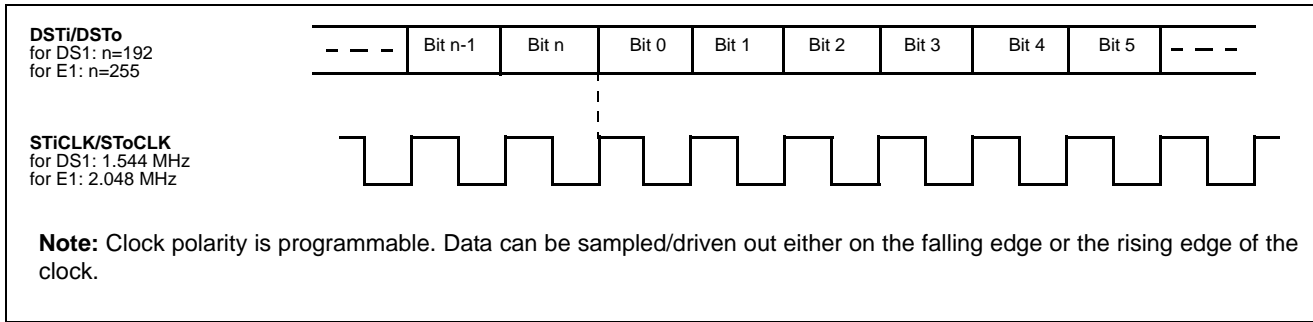 DSTi/DSTo
for DS1: n=192
for E1: n=255
Bit n-1 Bit n Bit 0 Bit 1 Bit 2 Bit 3 Bit 4 Bit 5
STiCLK/SToCLK
for DS1: 1.544 MHz
for E1: 2.048 MHz
Note: Clock polarity is programmable. Data can be sampled/driven out either on the falling edge or the rising edge of the
clock.